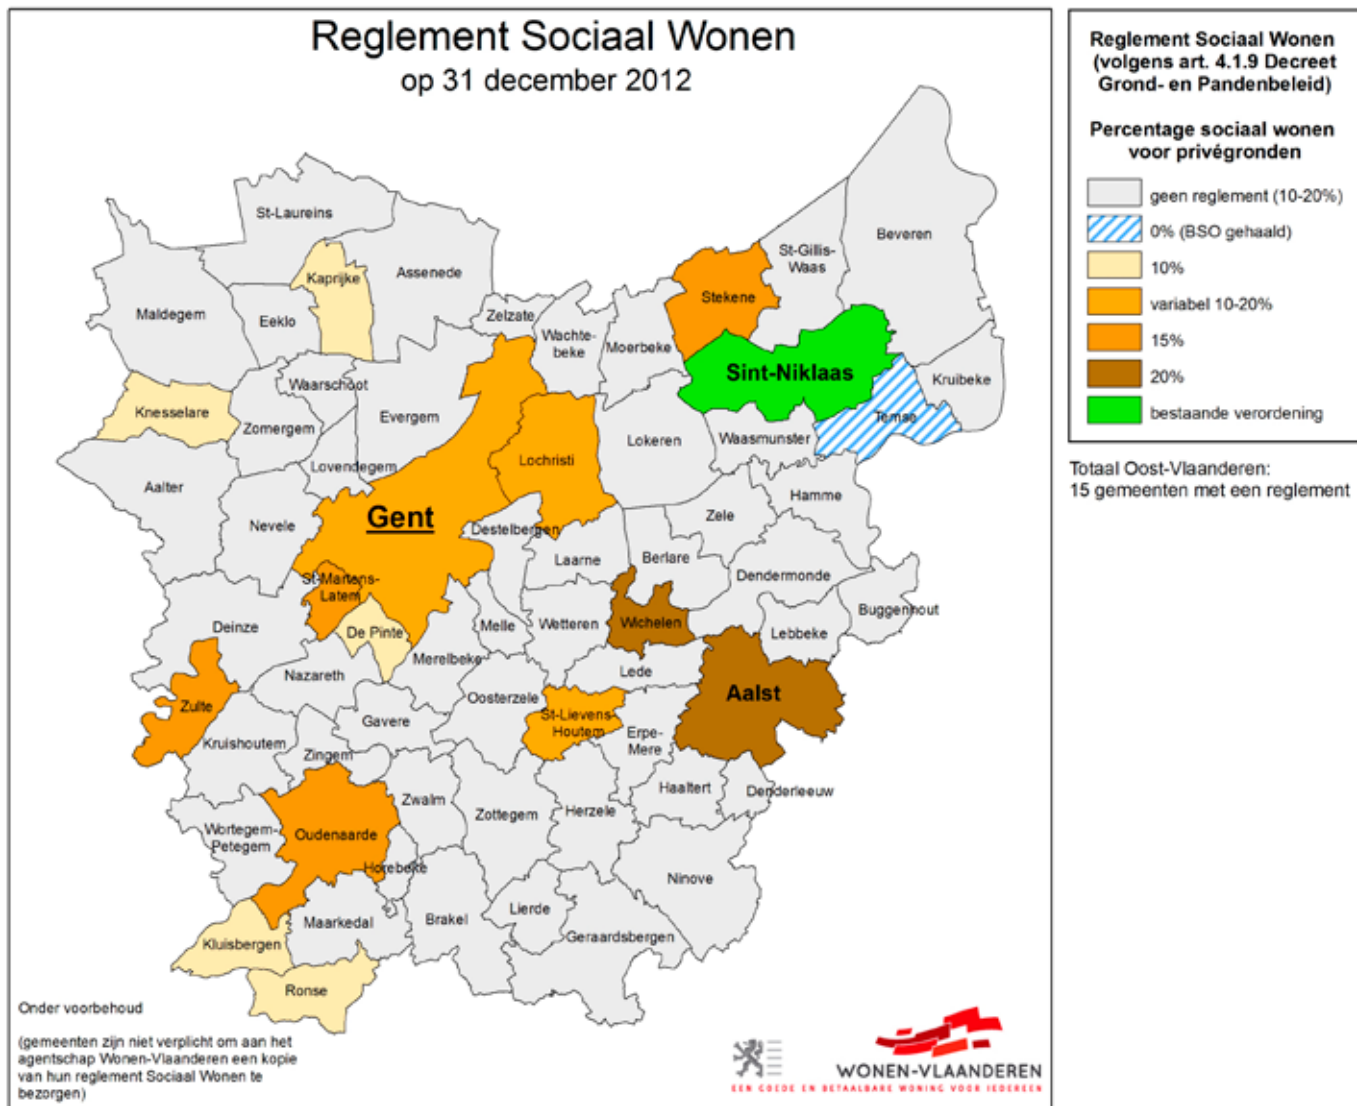 Reglement Sociaal Wonen
op 31 december 2012
St-Laureins
Kaprijke
Assenede
Maldegem
Eeklo
Zelzate
Wachte-
beke
Moerbeke
Stekene
St-Gillis-
Waas
Beveren
Knesselare
Waarschoot
Zomergem
Evergem
Sint-Niklaas
Kruibeke
Temse
Lovendegem
Lochristi
Lokeren
Waasmunster
Aalter
Nevele
Gent
Destelbergen
Laarne
Zele
Hamme
Berlare
Dendermonde
St-Martens-
Latem
De Pinte
Deinze
Melle
Wetteren
Wichelen
Lebbeke
Buggenhout
Merelbeke
Nazareth
Lede
Oosterzele
Aalst
Zulte
Gavere
St-Lievens-
Houtem
Erpe-
Mere
Kruishoutem
Zingem
Zwalm
Zottegem
Herzele
Haaltert
Denderleeuw
Wortegem-
Petegem
Oudenaarde
Horebeke
Ninove
Maarkedal
Brakel
Lierde
Geraardsbergen
Kluisbergen
Ronse
Onder voorbehoud
(gemeenten zijn niet verplicht om aan het
agentschap Wonen-Vlaanderen een kopie
van hun reglement Sociaal Wonen te
bezorgen)
WONEN-VLAANDEREN
EEN GOEDE EN BETAALBARE WONING VOOR IEDEREEN
Reglement Sociaal Wonen
(volgens art. 4.1.9 Decreet
Grond- en Pandenbeleid)
Percentage sociaal wonen
voor privégronden
geen reglement (10-20%)
0% (BSO gehaald)
10%
variabel 10-20%
15%
20%
bestaande verordening
Totaal Oost-Vlaanderen:
15 gemeenten met een reglement